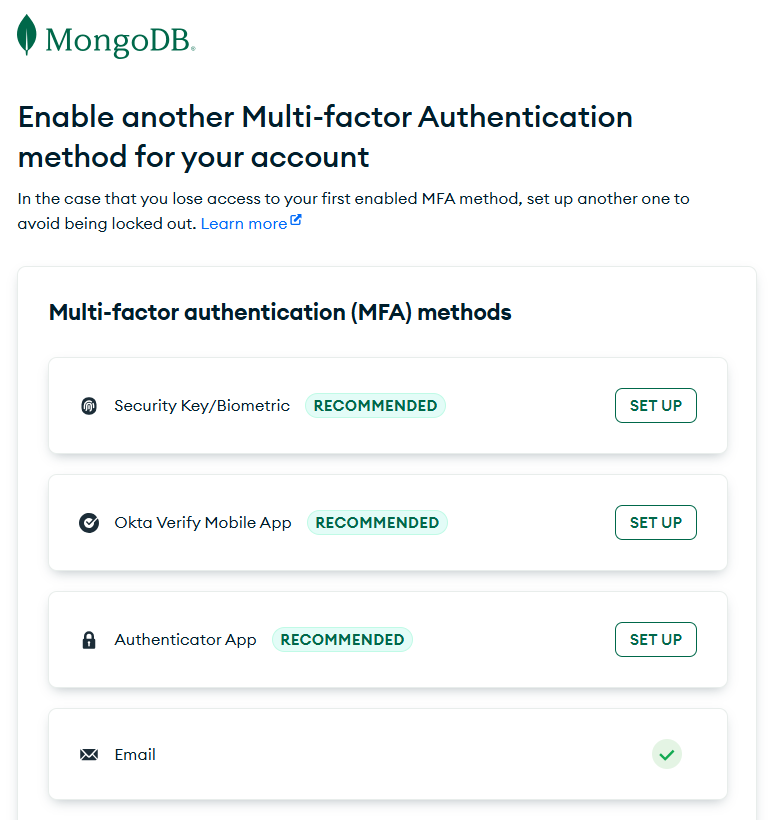 MongoDB®
Enable another Multi-factor Authentication
method for your account
In the case that you lose access to your first enabled MFA method, set up another one to
avoid being locked out. Learn more
Multi-factor authentication (MFA) methods
Security Key/Biometric RECOMMENDED SET UP
Okta Verify Mobile App RECOMMENDED SET UP
Authenticator App RECOMMENDED SET UP
Email